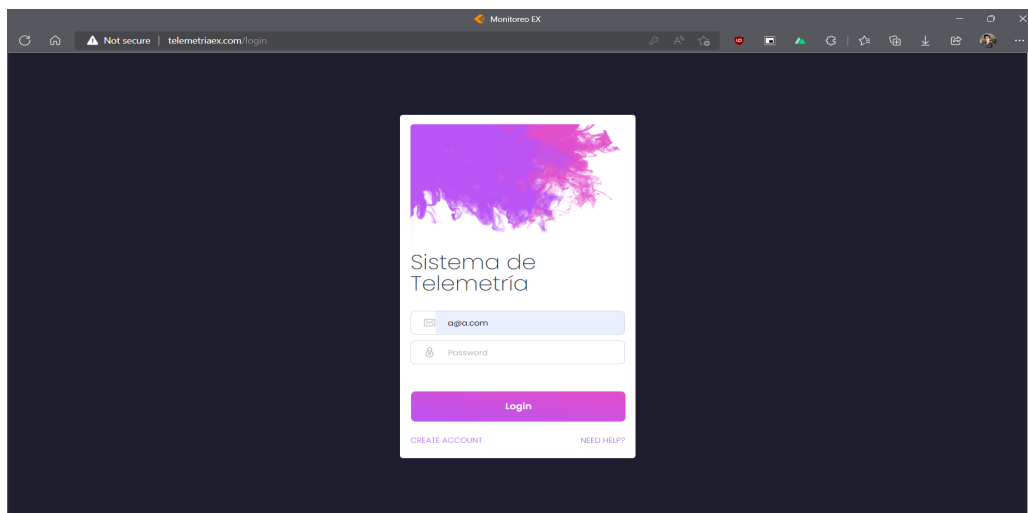 Monitoreo EX
Not secure | telemetriaex.com/login
Sistema de
Telemetría
a@a.com
Password
Login
CREATE ACCOUNT
NEED HELP?